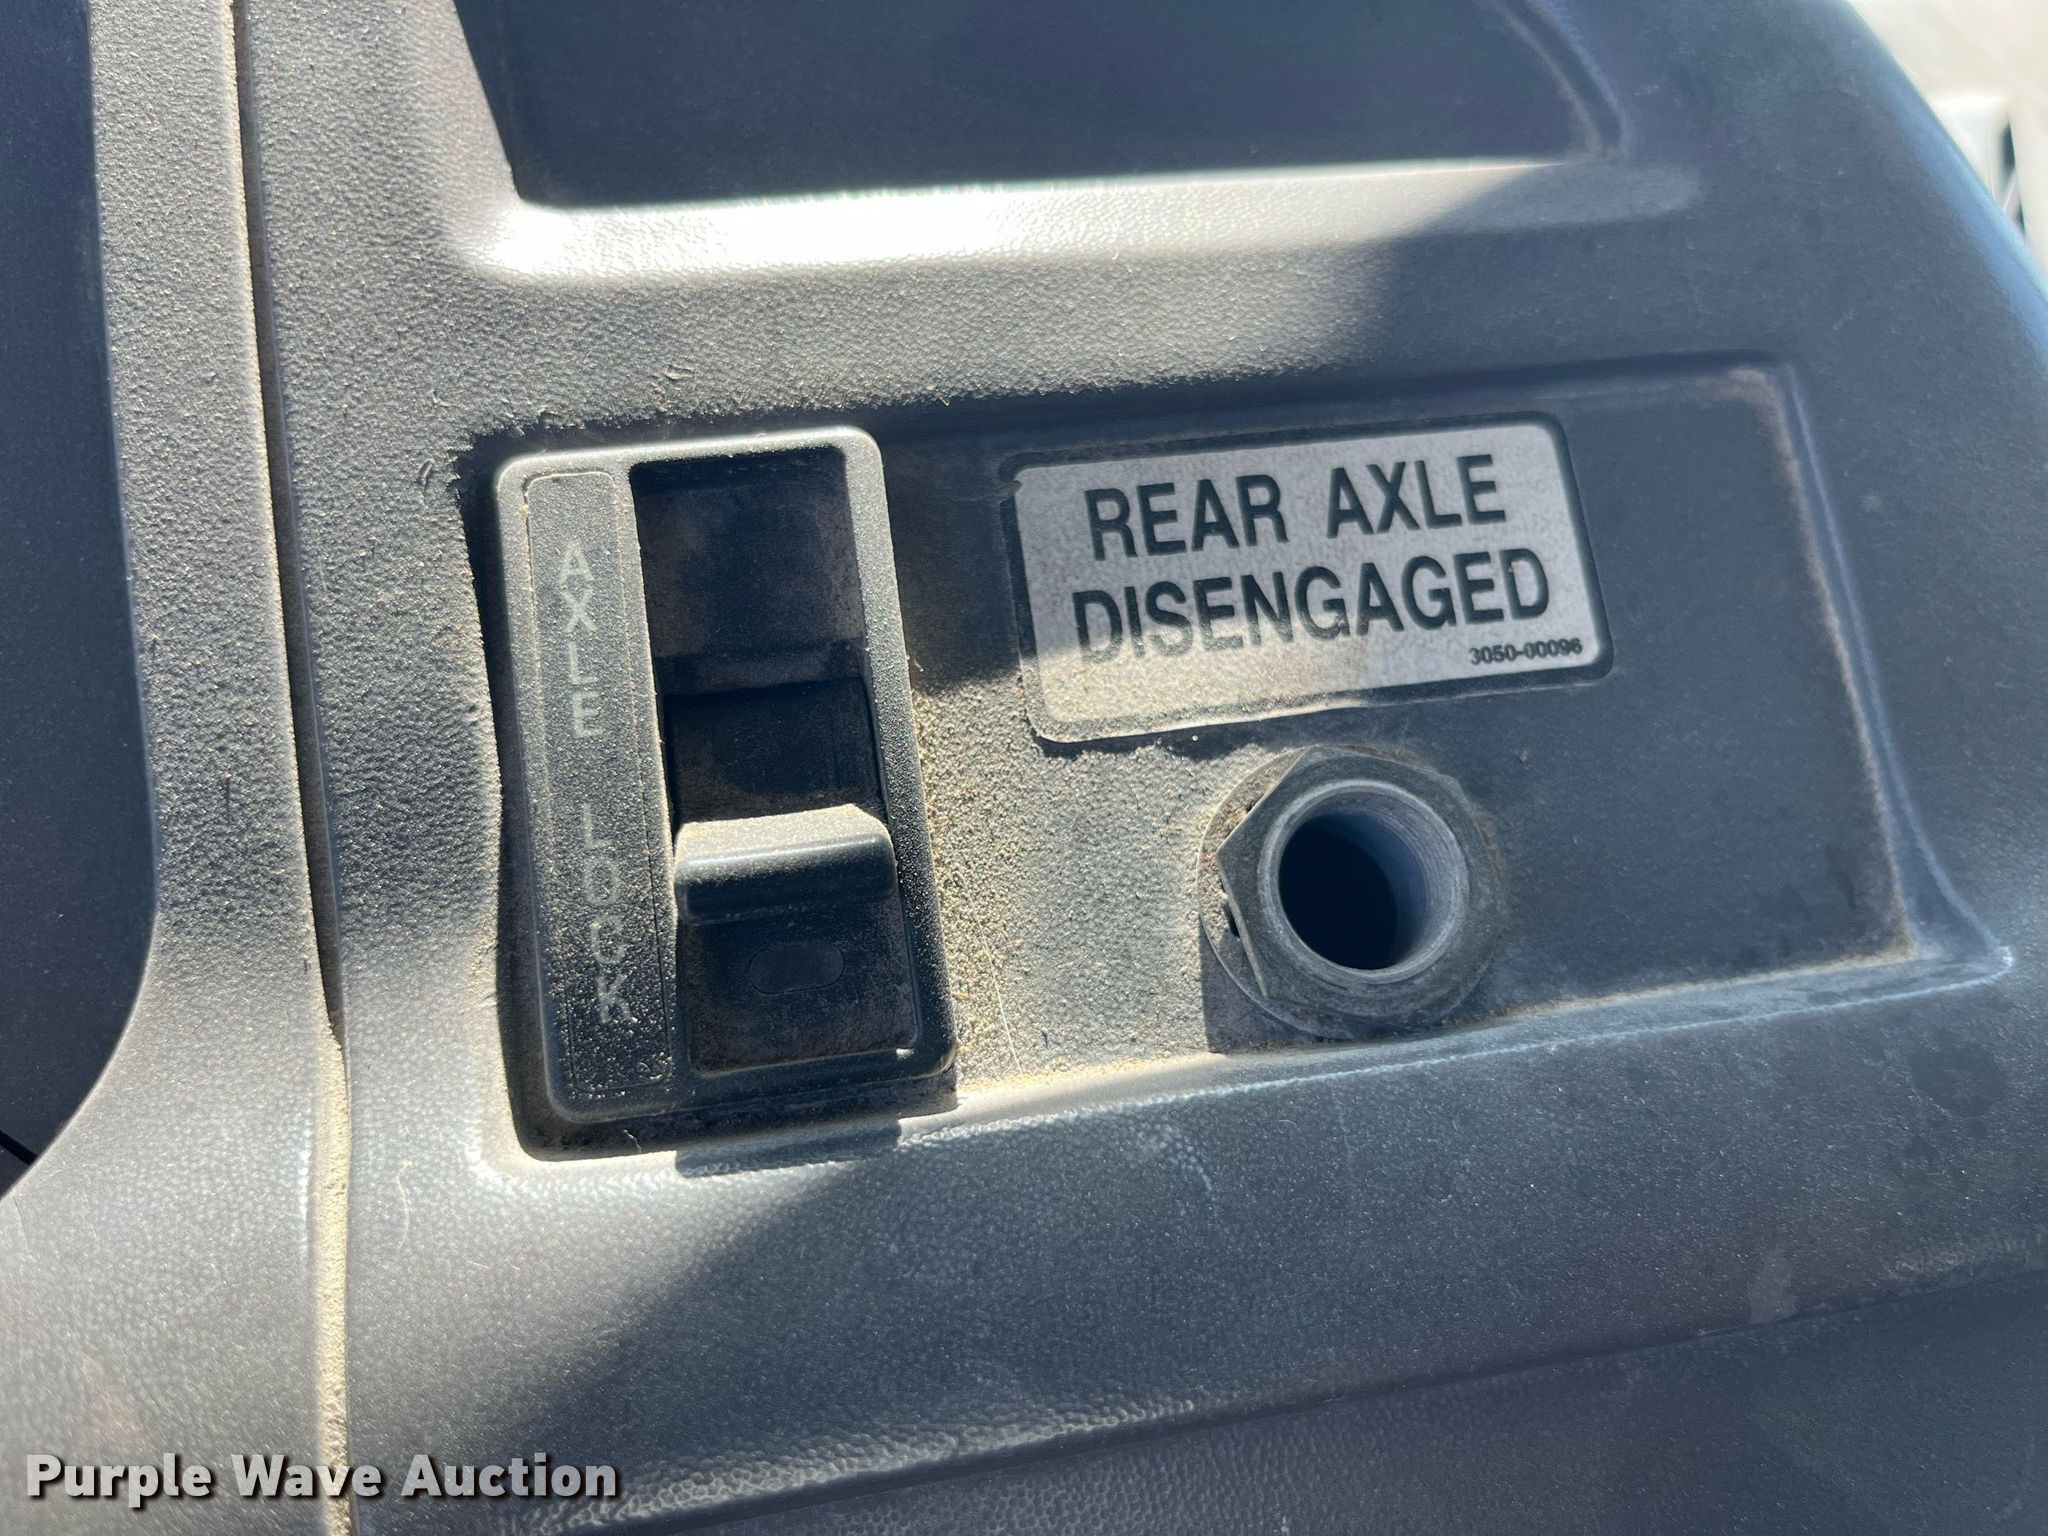 AXLE LOCK
REAR AXLE
DISENGAGED
3050-00096
Purple Wave Auction